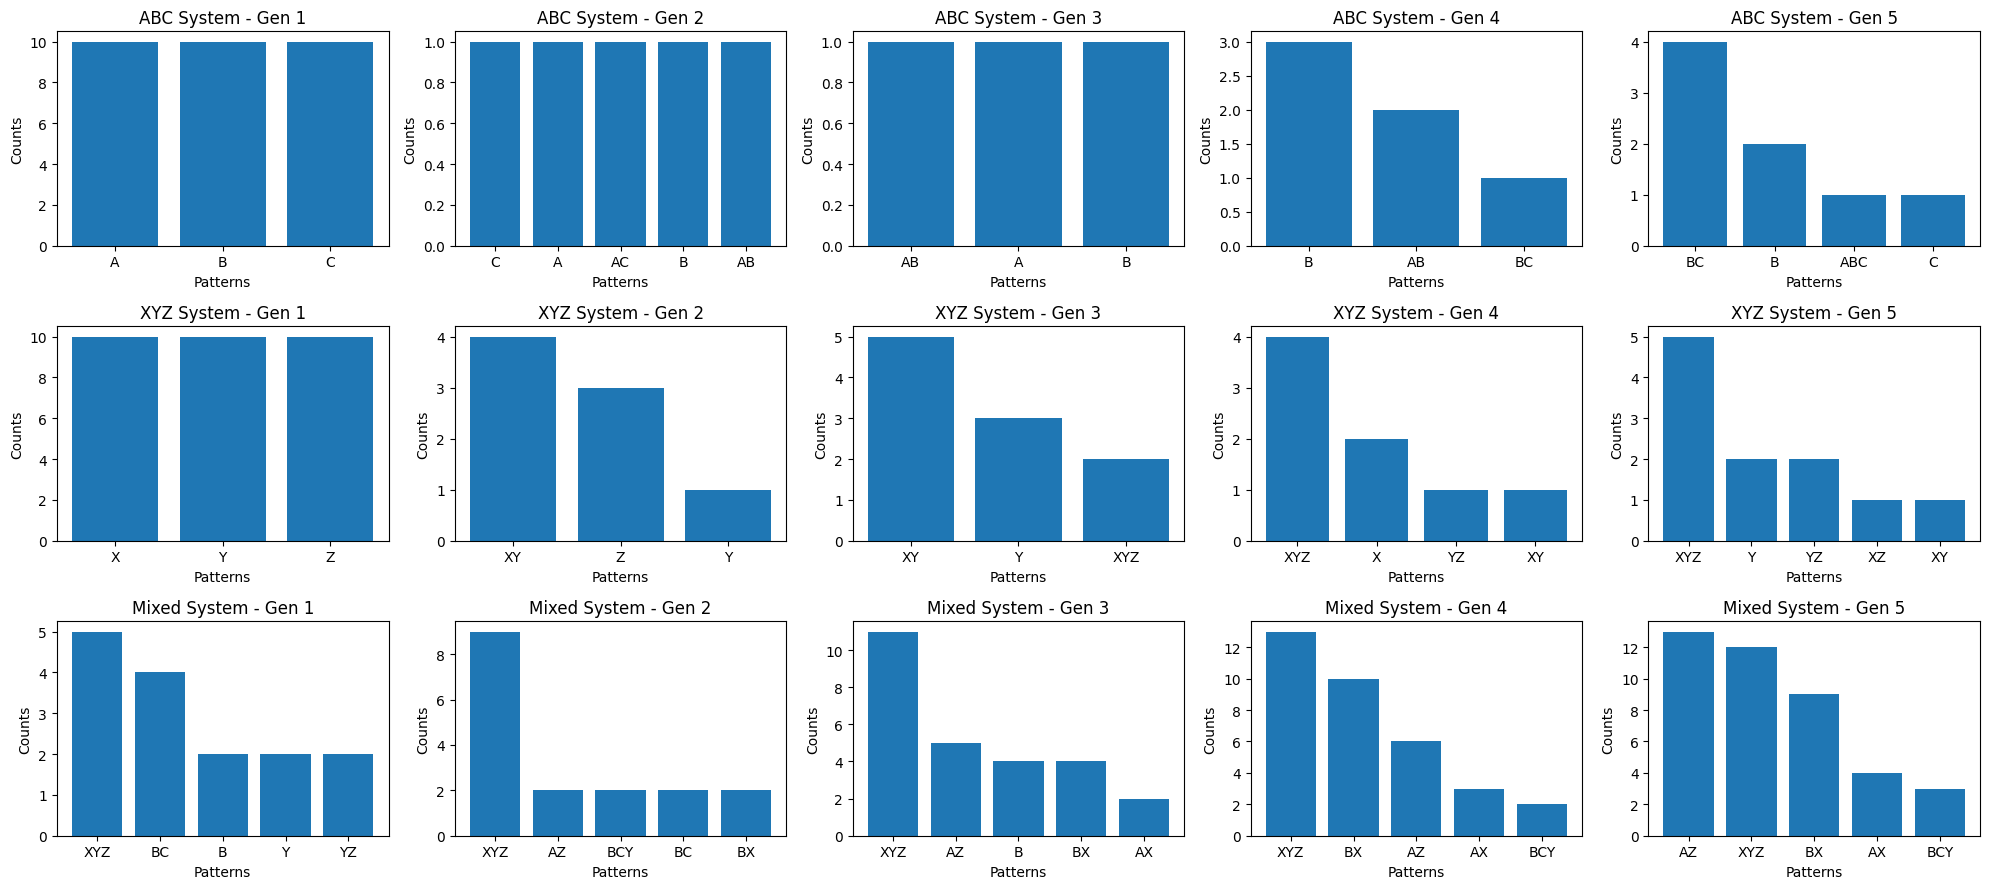 ABC System - Gen 1
10
8
6
4
2
0
Counts
A B C
Patterns
ABC System - Gen 2
1.0
0.8
0.6
0.4
0.2
0.0
Counts
C A AC B AB
Patterns
ABC System - Gen 3
1.0
0.8
0.6
0.4
0.2
0.0
Counts
AB A B
Patterns
ABC System - Gen 4
3.0
2.5
2.0
1.5
1.0
0.5
0.0
Counts
B AB BC
Patterns
ABC System - Gen 5
4
3
2
1
0
Counts
BC B ABC C
Patterns
XYZ System - Gen 1
10
8
6
4
2
0
Counts
X Y Z
Patterns
XYZ System - Gen 2
4
3
2
1
0
Counts
XY Z Y
Patterns
XYZ System - Gen 3
5
4
3
2
1
0
Counts
XY Y XYZ
Patterns
XYZ System - Gen 4
4
3
2
1
0
Counts
XYZ X YZ XY
Patterns
XYZ System - Gen 5
5
4
3
2
1
0
Counts
XYZ Y YZ XZ XY
Patterns
Mixed System - Gen 1
5
4
3
2
1
0
Counts
XYZ BC B Y YZ
Patterns
Mixed System - Gen 2
8
6
4
2
0
Counts
XYZ AZ BCY BC BX
Patterns
Mixed System - Gen 3
10
8
6
4
2
0
Counts
XYZ AZ B BX AX
Patterns
Mixed System - Gen 4
12
10
8
6
4
2
0
Counts
XYZ BX AZ AX BCY
Patterns
Mixed System - Gen 5
12
10
8
6
4
2
0
Counts
AZ XYZ BX AX BCY
Patterns